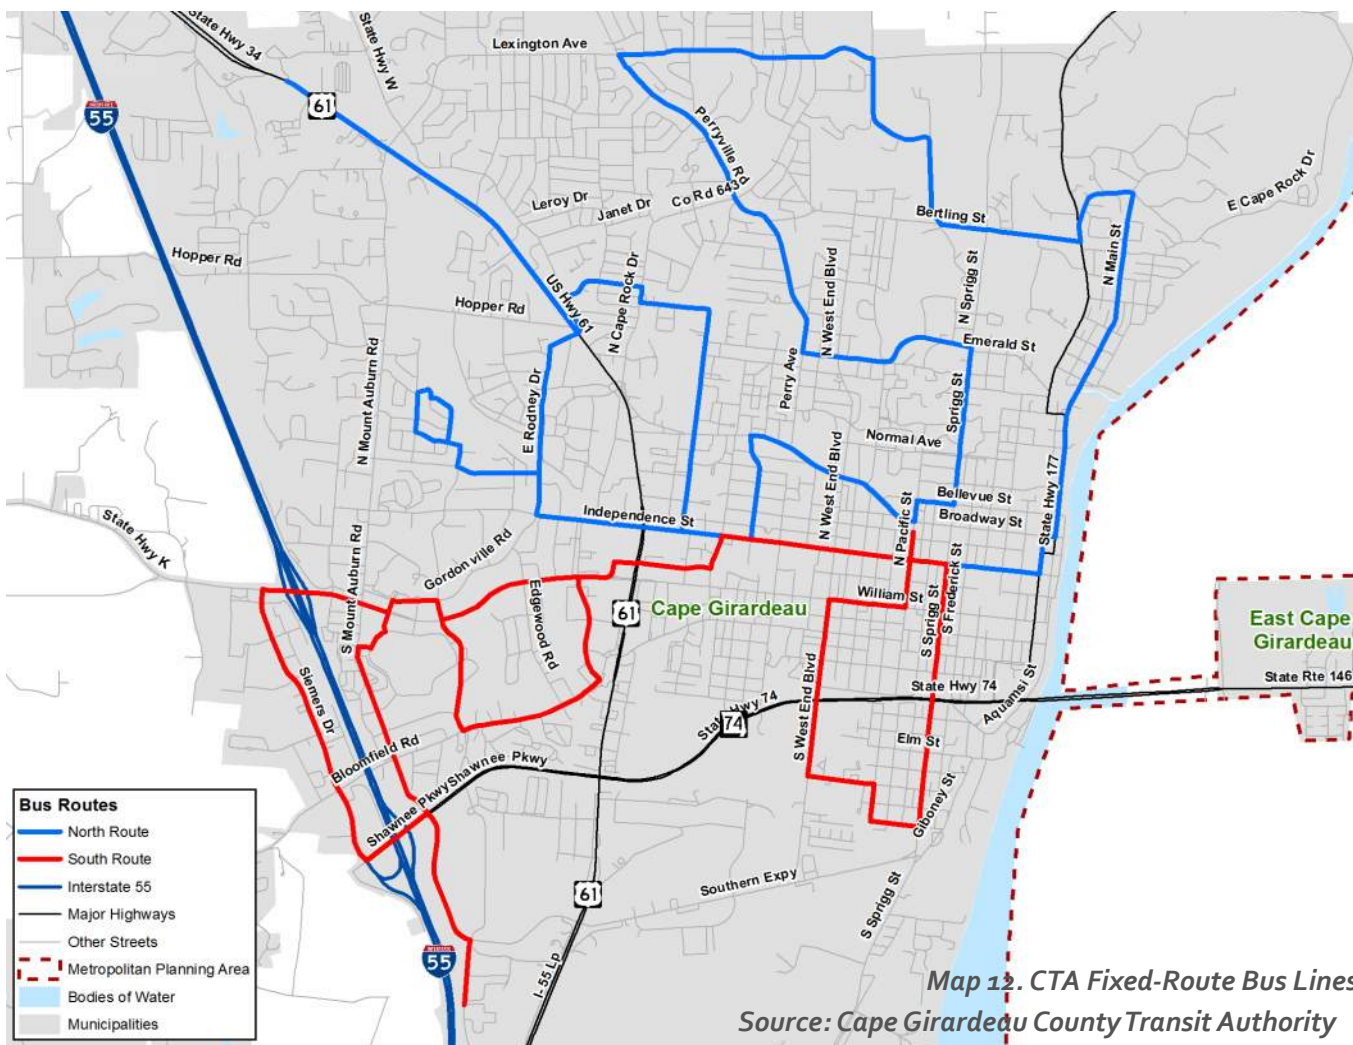 State Hwy 34
State Hwy W
Lexington Ave
55
61
Perryville Rd
Leroy Dr
Janet Dr
Co Rd 643
Bertling St
E Cape Rock Dr
N Main St
Hopper Rd
US Hwy 61
N Cape Rock Dr
Hopper Rd
N West End Blvd
N Sprigg St
Emerald St
N Mount Auburn Rd
E Rodney Dr
Perry Ave
Sprigg St
Normal Ave
N West End Blvd
State Hwy 177
Bellevue St
Broadway St
Independence St
N Pacific St
State Hwy K
Gordonville Rd
S Mount Auburn Rd
Edgewood Rd
William St
S Sprigg St
S Frederick St
61
Cape Girardeau
East Cape
Girardeau
State Rte 146
Siemers Dr
S West End Blvd
State Hwy 74
State Hwy 74
74
Aquamsi St
Elm St
Bloomfield Rd
Shawnee Pkwy
Shawnee Pkwy
Giboney St
Southern Expy
61
S Sprigg St
55
I- 55 Lp
Bus Routes
North Route
South Route
Interstate 55
Major Highways
Other Streets
Metropolitan Planning Area
Bodies of Water
Municipalities
Map 12. CTA Fixed-Route Bus Lines
Source: Cape Girardeau County Transit Authority